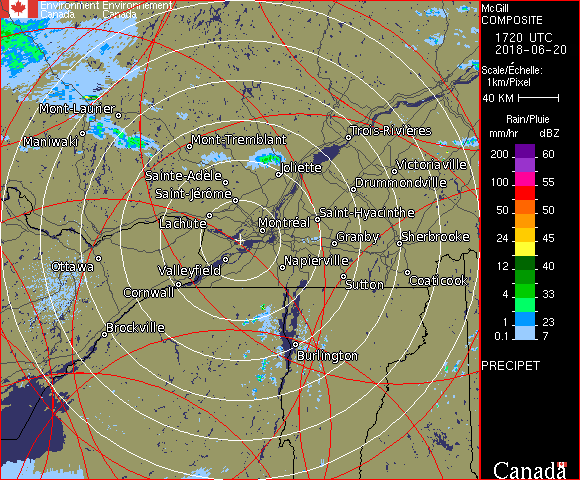 Environment Environnement
Canada Canada
McGill
COMPOSITE
1720 UTC
2018-06-20
Scale/Échelle:
1km/Pixel
40 KM
Rain/Pluie
mm/hr dBZ
200 60
150 57
100 55
50 50
24 45
12 40
4 33
1 23
0.1 7
PRECIPET
Canada
Mont-Laurier
Maniwaki
Mont-Tremblant
Trois-Rivières
Joliette
Victoriaville
Sainte-Adèle
Drummondville
Saint-Jérôme
Saint-Hyacinthe
Lachute
Montréal
Granby
Sherbrooke
Ottawa
Valleyfield
Napierville
Coaticook
Cornwall
Sutton
Brockville
Burlington